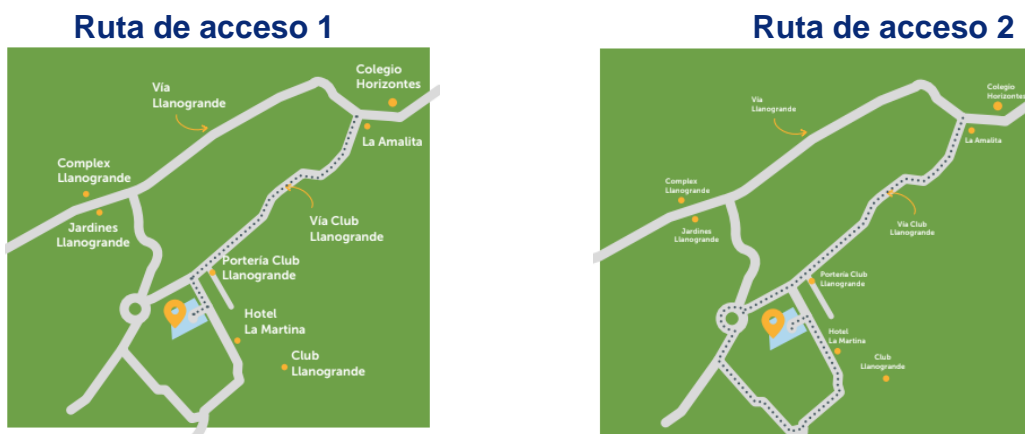 Ruta de acceso 1
Colegio
Horizontes
Vía
Llanogrande
La Amalita
Complex
Llanogrande
Jardines
Llanogrande
Vía Club
Llanogrande
Portería Club
Llanogrande
Hotel
La Martina
Club
Llanogrande
Ruta de acceso 2
Colegio
Horizontes
Vía
Llanogrande
La Amalita
Complex
Llanogrande
Jardines
Llanogrande
Vía Club
Llanogrande
Portería Club
Llanogrande
Hotel
La Martina
Club
Llanogrande